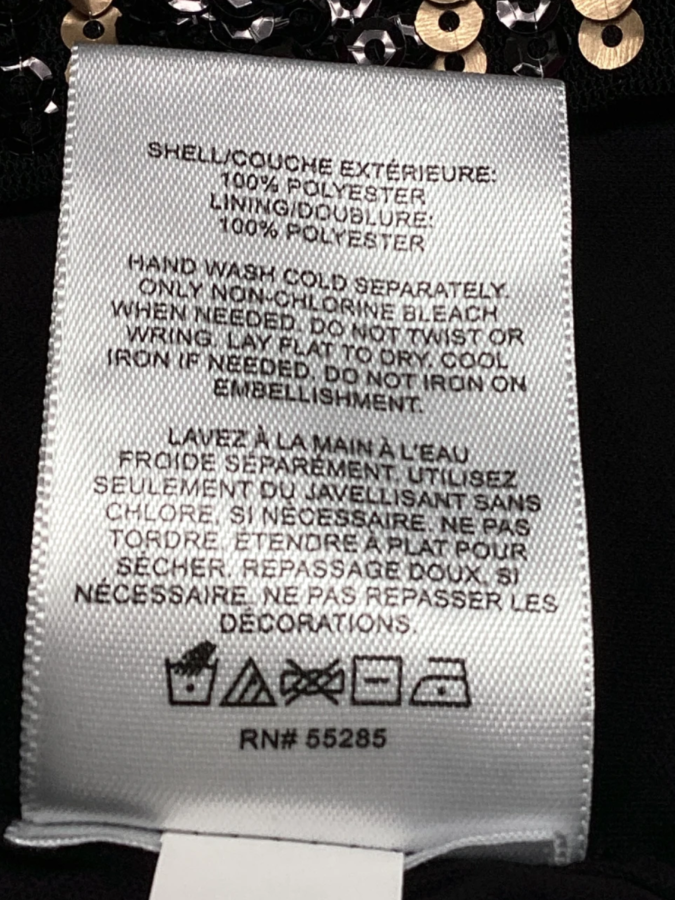 SHELL/COUCHE EXTÉRIEURE:
100% POLYESTER
LINING/DOUBLURE:
100% POLYESTER
HAND WASH COLD SEPARATELY.
ONLY NON-CHLORINE BLEACH
WHEN NEEDED. DO NOT TWIST OR
WRING. LAY FLAT TO DRY. COOL
IRON IF NEEDED. DO NOT IRON ON
EMBELLISHMENT.
LAVEZ À LA MAIN À L'EAU
FROIDE SÉPARÉMENT. UTILISEZ
SEULEMENT DU JAVELLISANT SANS
CHLORE, SI NÉCESSAIRE. NE PAS
TORDRE. ÉTENDRE À PLAT POUR
SÉCHER. REPASSAGE DOUX, SI
NÉCESSAIRE. NE PAS REPASSER LES
DÉCORATIONS.
RN# 55285